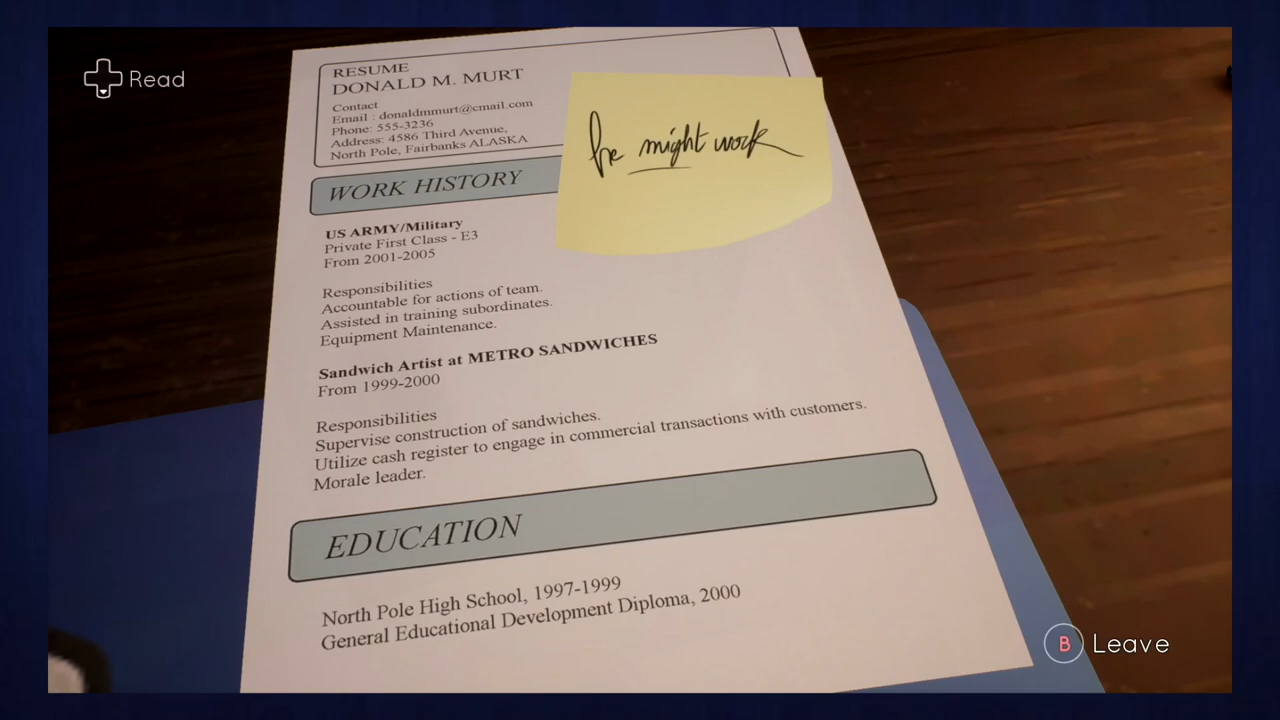 Read
RESUME
DONALD M. MURT
Contact
Email : donaldmmurt@cmail.com
Phone: 555-3236
Address: 4586 Third Avenue,
North Pole, Fairbanks ALASKA
he might work
WORK HISTORY
US ARMY/Military
Private First Class - E3
From 2001-2005
Responsibilities
Accountable for actions of team.
Assisted in training subordinates.
Equipment Maintenance.
Sandwich Artist at METRO SANDWICHES
From 1999-2000
Responsibilities
Supervise construction of sandwiches.
Utilize cash register to engage in commercial transactions with customers.
Morale leader.
EDUCATION
North Pole High School, 1997-1999
General Educational Development Diploma, 2000
B Leave